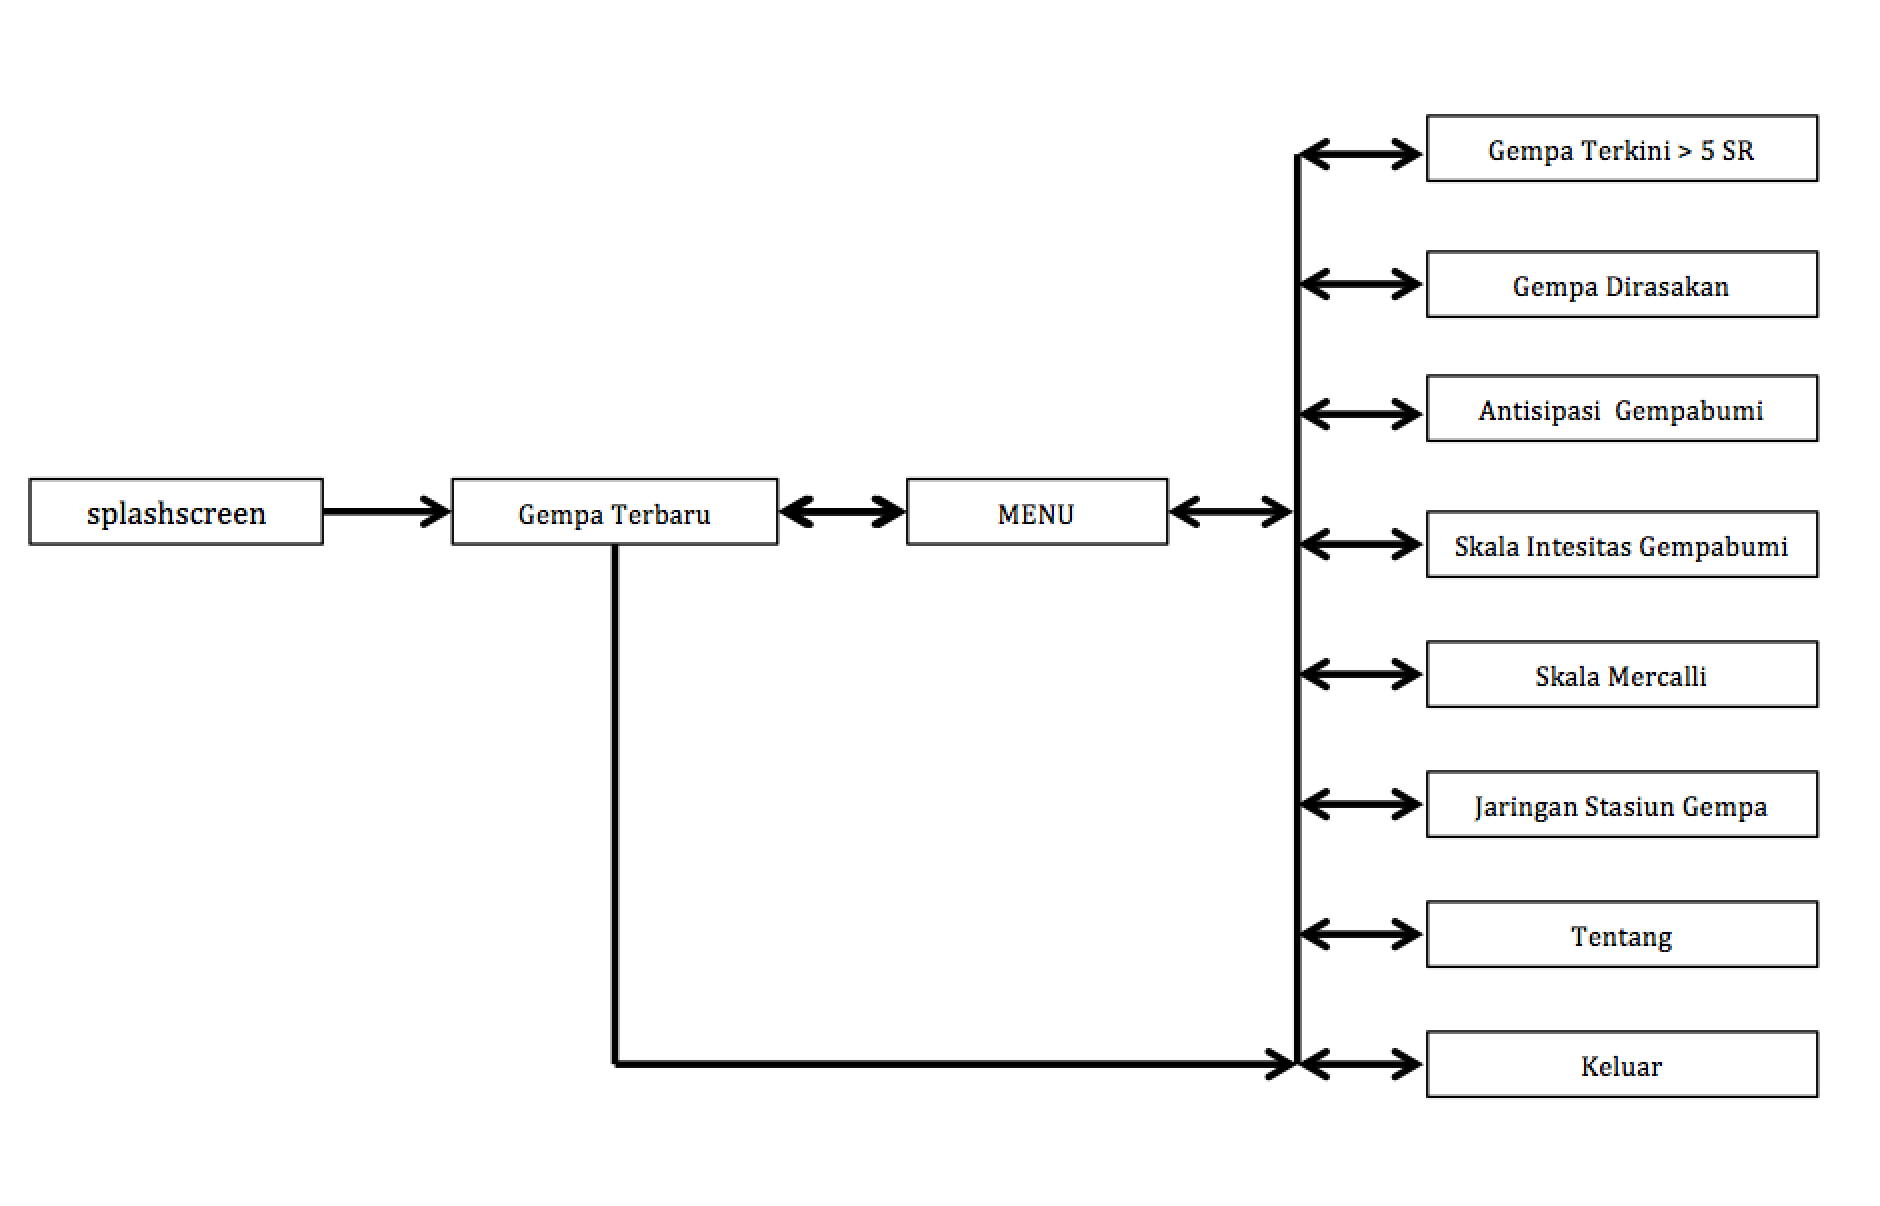 splashscreen
Gempa Terbaru
MENU
Gempa Terkini > 5 SR
Gempa Dirasakan
Antisipasi  Gempabumi
Skala Intesitas Gempabumi
Skala Mercalli
Jaringan Stasiun Gempa
Tentang
Keluar